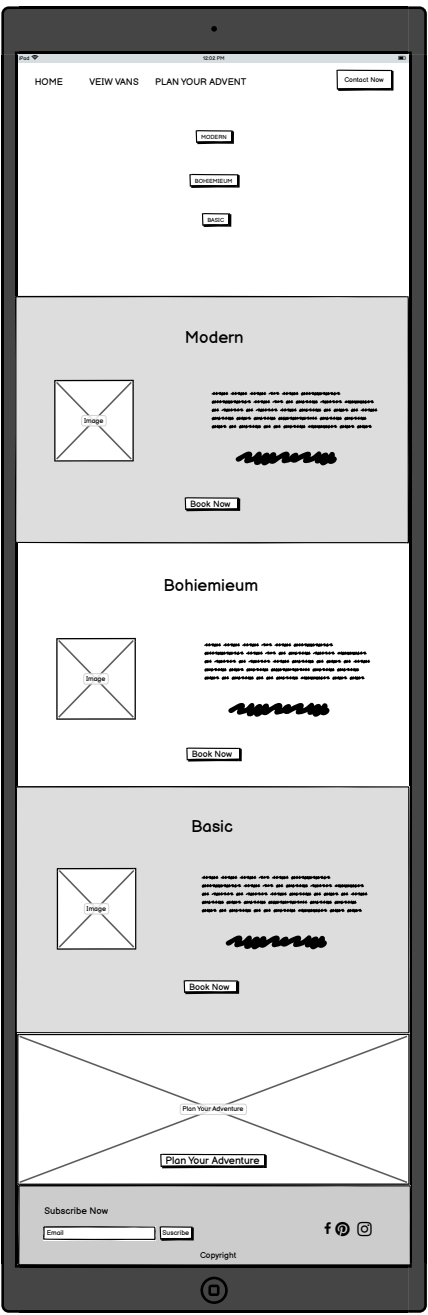 iPad 12:02 PM
HOME VEIW VANS PLAN YOUR ADVENT Contact Now
MODERN
BOHIEMIEUM
BASIC
Modern
Image
Book Now
Bohiemieum
Image
Book Now
Basic
Image
Book Now
Plan Your Adventure
Plan Your Adventure
Subscribe Now
Email Suscribe
Copyright